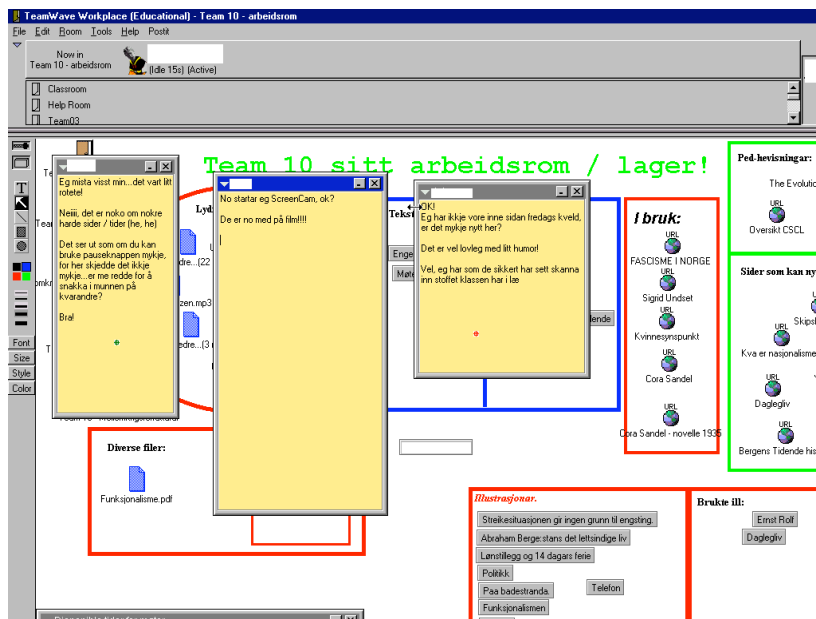 TeamWave Workplace (Educational) - Team 10 - arbeidsrom
File Edit Room Tools Help Postit
Now in
Team 10 - arbeidsrom
(Idle 15s) (Active)
Classroom
Help Room
Team03
Team 10 sitt arbeidsrom / lager!
Eg mista visst min...det vart litt
rotete!
Neiii, det er noko om nokre
harde sider / tider (he, he)
Det ser ut som om du kan
bruke pauseknappen mykje,
for her skjedde det ikkje
mykje...er me redde for å
snakka i munnen på
kvarandre?
Bra!
No startar eg ScreenCam, ok?
De er no med på film!!!!
OK!
Eg har ikkje vore inne sidan fredags kveld,
er det mykje nytt her?
Det er vel lovleg med litt humor!
Vel, eg har som de sikkert har sett skanna
inn stoffet klassen har i læ
Font
Size
Style
Color
Diverse filer:
Funksjonalisme.pdf
I bruk:
URL
FASCISME I NORGE
URL
Sigrid Undset
URL
Kvinnesynspunkt
URL
Cora Sandel
URL
Cora Sandel - novelle 1935
Ped-hevisningar:
The Evolutio
URL
Oversikt CSCL
Sider som kan ny
URL
Skipsl
URL
Kva er nasjonalisme
URL
Daglegliv
URL
Bergens Tidende his
Illustrasjonar.
Streikesituasjonen gir ingen grunn til engsting.
Abraham Berge:stans det lettsindige liv
Lønstillegg og 14 dagars ferie
Politikk
Paa badestranda.
Telefon
Funksjonalismen
Brukte ill:
Ernst Rolf
Daglegliv